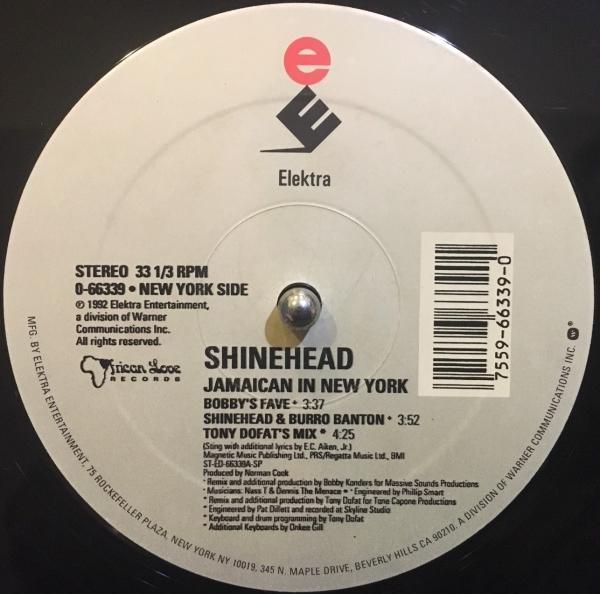 e
E
Elektra
STEREO 33 1/3 RPM
0-66339 • NEW YORK SIDE
℗ 1992 Elektra Entertainment,
a division of Warner
Communications Inc.
All rights reserved.
African Love
RECORDS
7559-66339-0
SHINEHEAD
JAMAICAN IN NEW YORK
BOBBY'S FAVE • 3:37
SHINEHEAD & BURRO BANTON • 3:52
TONY DOFAT'S MIX * 4:25
(Sting with additional lyrics by E.C. Aiken, Jr.)
Magnetic Music Publishing Ltd., PRS/Regatta Music Ltd., BMI
ST-ED-66339A-SP
Produced by Norman Cook
• Remix and additional production by Bobby Konders for Massive Sounds Productions
• Musicians: Nass T & Dennis The Menace • * Engineered by Phillip Smart
* Remix and additional production by Tony Dofat for Tone Capone Productions
* Engineered by Pat Dillett and recorded at Skyline Studio
* Keyboard and drum programming by Tony Dofat
* Additional Keyboards by Onkee Gill
MFG. BY ELEKTRA ENTERTAINMENT, 75 ROCKEFELLER PLAZA, NEW YORK NY 10019, 345 N. MAPLE DRIVE, BEVERLY HILLS CA 90210. A DIVISION OF WARNER COMMUNICATIONS INC.